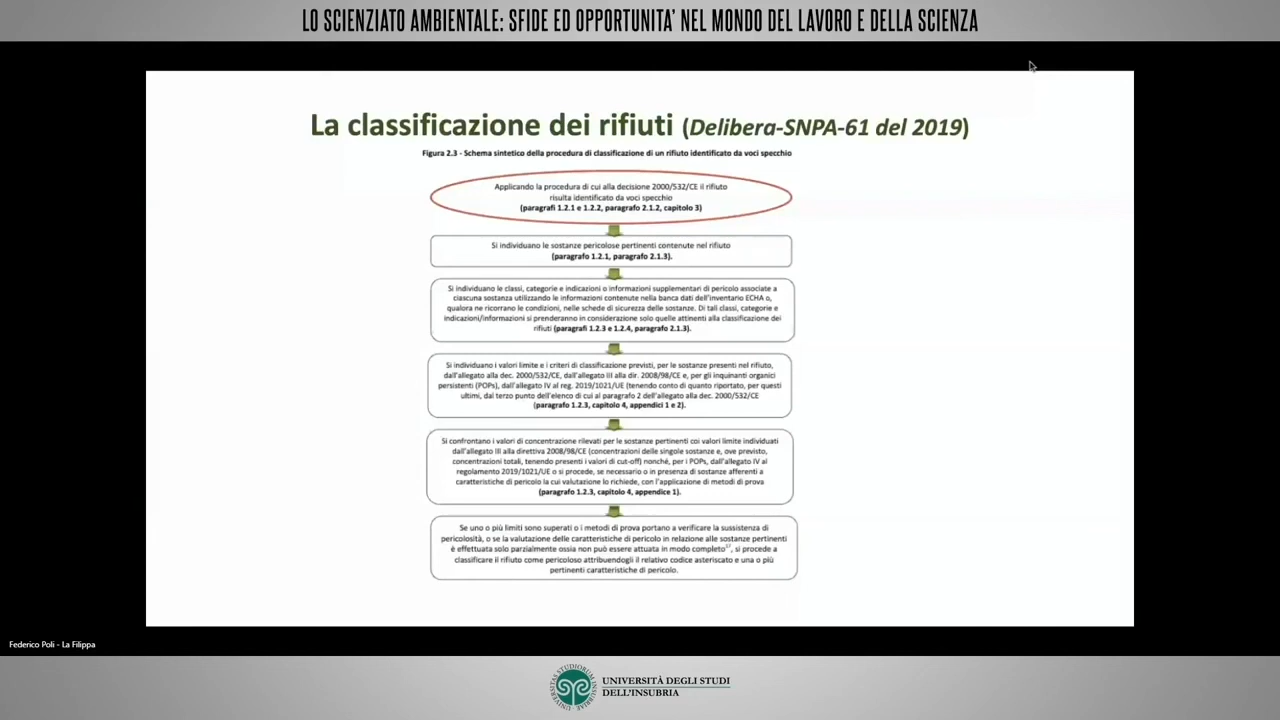 LO SCIENZIATO AMBIENTALE: SFIDE ED OPPORTUNITA' NEL MONDO DEL LAVORO E DELLA SCIENZA
La classificazione dei rifiuti (Delibera-SNPA-61 del 2019)
Figura 2.3 - Schema sintetico della procedura di classificazione di un rifiuto identificato da voci specchio
Applicando la procedura di cui alla decisione 2000/532/CE il rifiuto
risulta identificato da voci specchio
(paragrafi 1.2.1 e 1.2.2, paragrafo 2.1.2, capitolo 3)
Si individuano le sostanze pericolose pertinenti contenute nel rifiuto
(paragrafo 1.2.1, paragrafo 2.1.3).
Si individuano le classi, categorie e indicazioni o informazioni supplementari di pericolo associate a
ciascuna sostanza utilizzando le informazioni contenute nella banca dati dell'inventario ECHA o,
qualora ne ricorrano le condizioni, nelle schede di sicurezza delle sostanze. Di tali classi, categorie e
indicazioni/informazioni si prenderanno in considerazione solo quelle attinenti alla classificazione dei
rifiuti (paragrafi 1.2.3 e 1.2.4, paragrafo 2.1.3).
Si individuano i valori limite e i criteri di classificazione previsti, per le sostanze presenti nel rifiuto,
dall'allegato alla dec. 2000/532/CE, dall'allegato III alla dir. 2008/98/CE e, per gli inquinanti organici
persistenti (POPs), dall'allegato IV al reg. 2019/1021/UE (tenendo conto di quanto riportato, per questi
ultimi, dal terzo punto dell'elenco di cui al paragrafo 2 dell'allegato alla dec. 2000/532/CE
(paragrafo 1.2.3, capitolo 4, appendici 1 e 2).
Si confrontano i valori di concentrazione rilevati per le sostanze pertinenti coi valori limite individuati
dall'allegato III alla direttiva 2008/98/CE (concentrazioni delle singole sostanze e, ove previsto,
concentrazioni totali, tenendo presenti i valori di cut-off) nonché, per i POPs, dall'allegato IV al
regolamento 2019/1021/UE o si procede, se necessario o in presenza di sostanze afferenti a
caratteristiche di pericolo la cui valutazione lo richiede, con l'applicazione di metodi di prova
(paragrafo 1.2.3, capitolo 4, appendice 1).
Se uno o più limiti sono superati o i metodi di prova portano a verificare la sussistenza di
pericolosità, o se la valutazione delle caratteristiche di pericolo in relazione alle sostanze pertinenti
è effettuata solo parzialmente ossia non può essere attuata in modo completo, si procede a
classificare il rifiuto come pericoloso attribuendogli il relativo codice asteriscato e una o più
pertinenti caratteristiche di pericolo.
Federico Poli - La Filippa
UNIVERSITÀ DEGLI STUDI
DELL'INSUBRIA